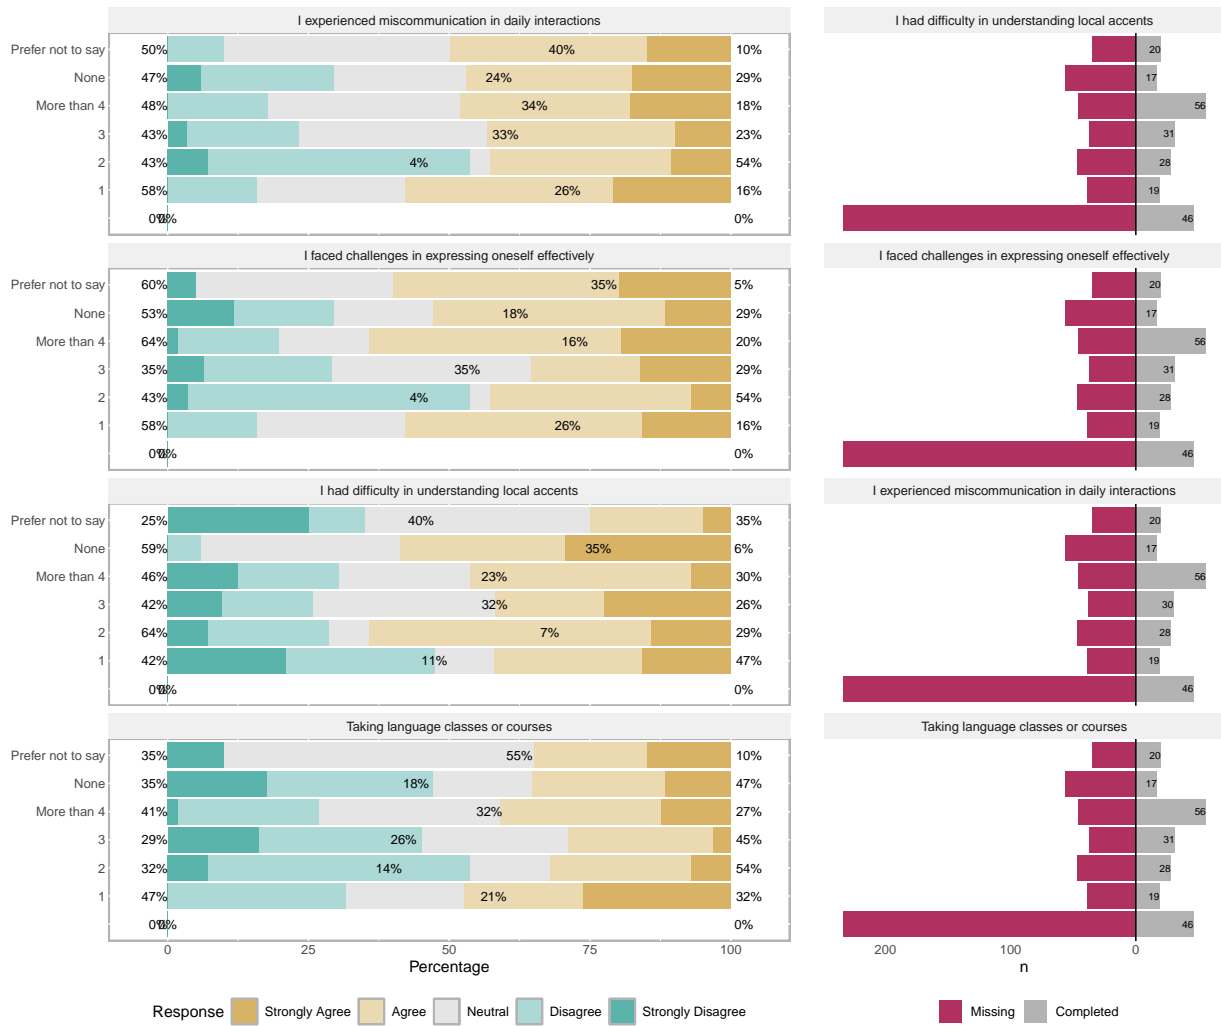 I experienced miscommunication in daily interactions
I had difficulty in understanding local accents
Prefer not to say 50% 40% 10% 20
None 47% 24% 29% 17
More than 4 48% 34% 18% 56
3 43% 33% 23% 31
2 43% 4% 54% 28
1 58% 26% 16% 19
0% 0% 0% 46
I faced challenges in expressing oneself effectively
I faced challenges in expressing oneself effectively
Prefer not to say 60% 35% 5% 20
None 53% 18% 29% 17
More than 4 64% 16% 20% 56
3 35% 35% 29% 31
2 43% 4% 54% 28
1 58% 26% 16% 19
0% 0% 0% 46
I had difficulty in understanding local accents
I experienced miscommunication in daily interactions
Prefer not to say 25% 40% 35% 20
None 59% 35% 6% 17
More than 4 46% 23% 30% 56
3 42% 32% 26% 30
2 64% 7% 29% 28
1 42% 11% 47% 19
0% 0% 0% 46
Taking language classes or courses
Taking language classes or courses
Prefer not to say 35% 55% 10% 20
None 35% 18% 47% 17
More than 4 41% 32% 27% 56
3 29% 26% 45% 31
2 32% 14% 54% 28
1 47% 21% 32% 19
0% 0% 0% 46
0 25 50 75 100 200 100 0
Percentage n
Response Strongly Agree Agree Neutral Disagree Strongly Disagree Missing Completed